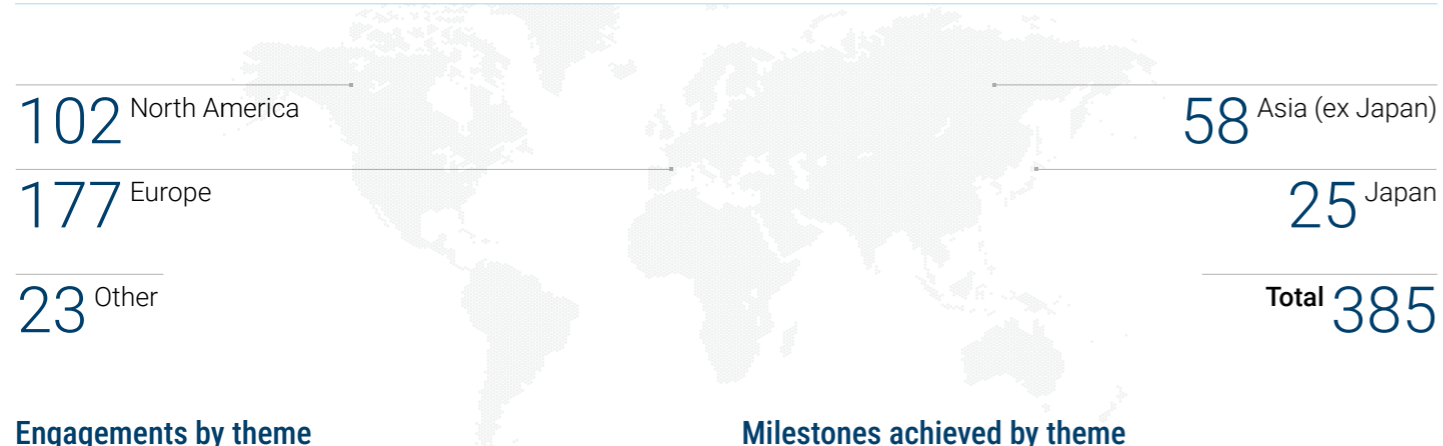 102 North America
58 Asia (ex Japan)
177 Europe
25 Japan
23 Other
Total 385
Engagements by theme
Milestones achieved by theme